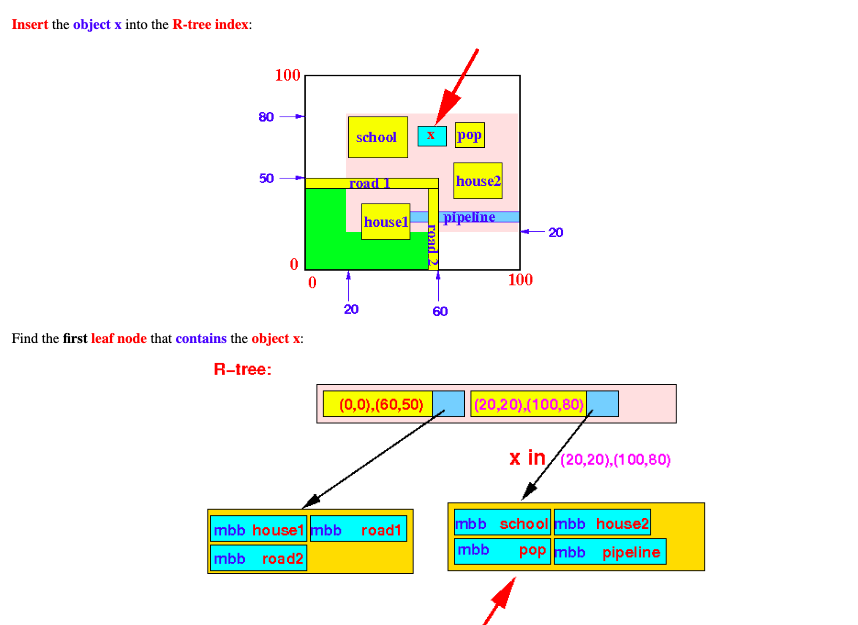 Insert the object x into the R-tree index:
100
80
school
x
pop
50
road 1
house2
house1
pipeline
road 2
20
0
0
100
20
60
Find the first leaf node that contains the object x:
R-tree:
(0,0),(60,50)
(20,20),(100,80)
x in (20,20),(100,80)
mbb house1
mbb road1
mbb road2
mbb school
mbb house2
mbb pop
mbb pipeline